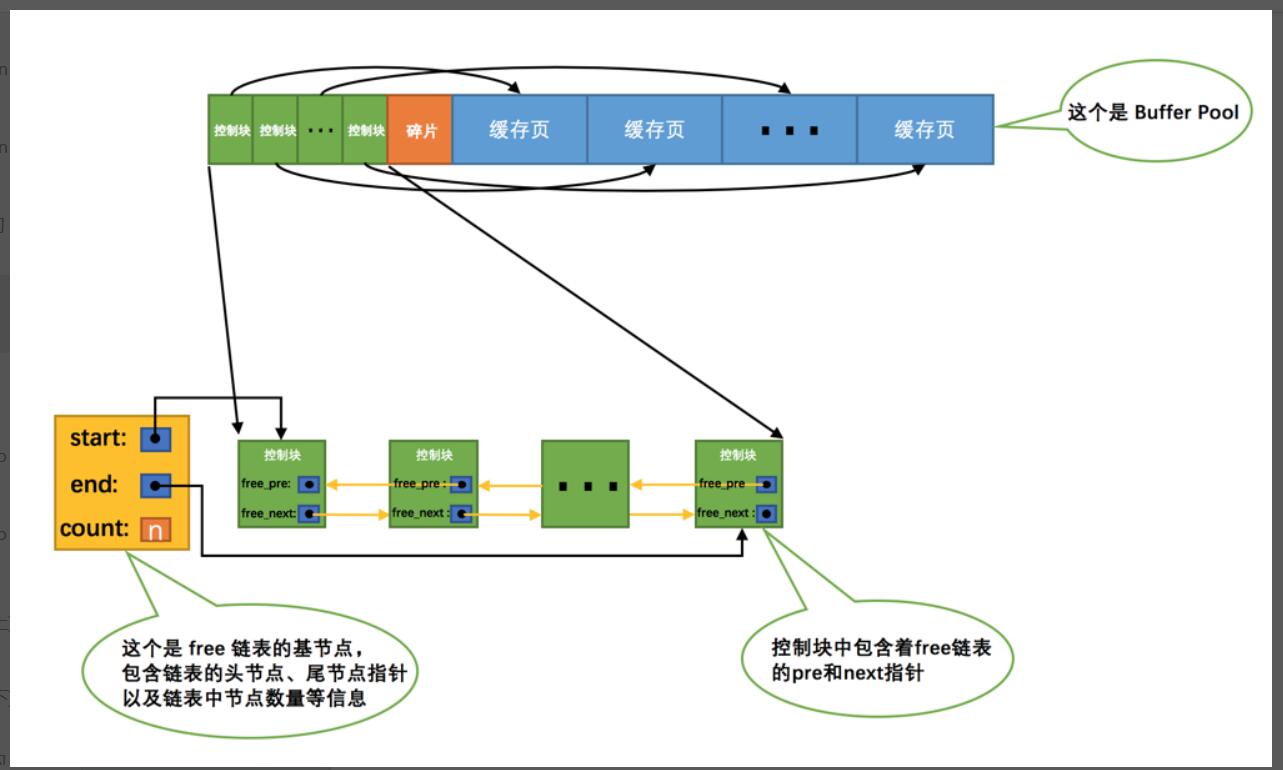 控制块 控制块 ··· 控制块 碎片 缓存页 缓存页 ··· 缓存页
这个是 Buffer Pool
start:
end:
count: n
控制块
free_pre:
free_next:
控制块
free_pre :
free_next :
···
控制块
free_pre
free_next :
这个是 free 链表的基节点，
包含链表的头节点、尾节点指针
以及链表中节点数量等信息
控制块中包含着free链表
的pre和next指针